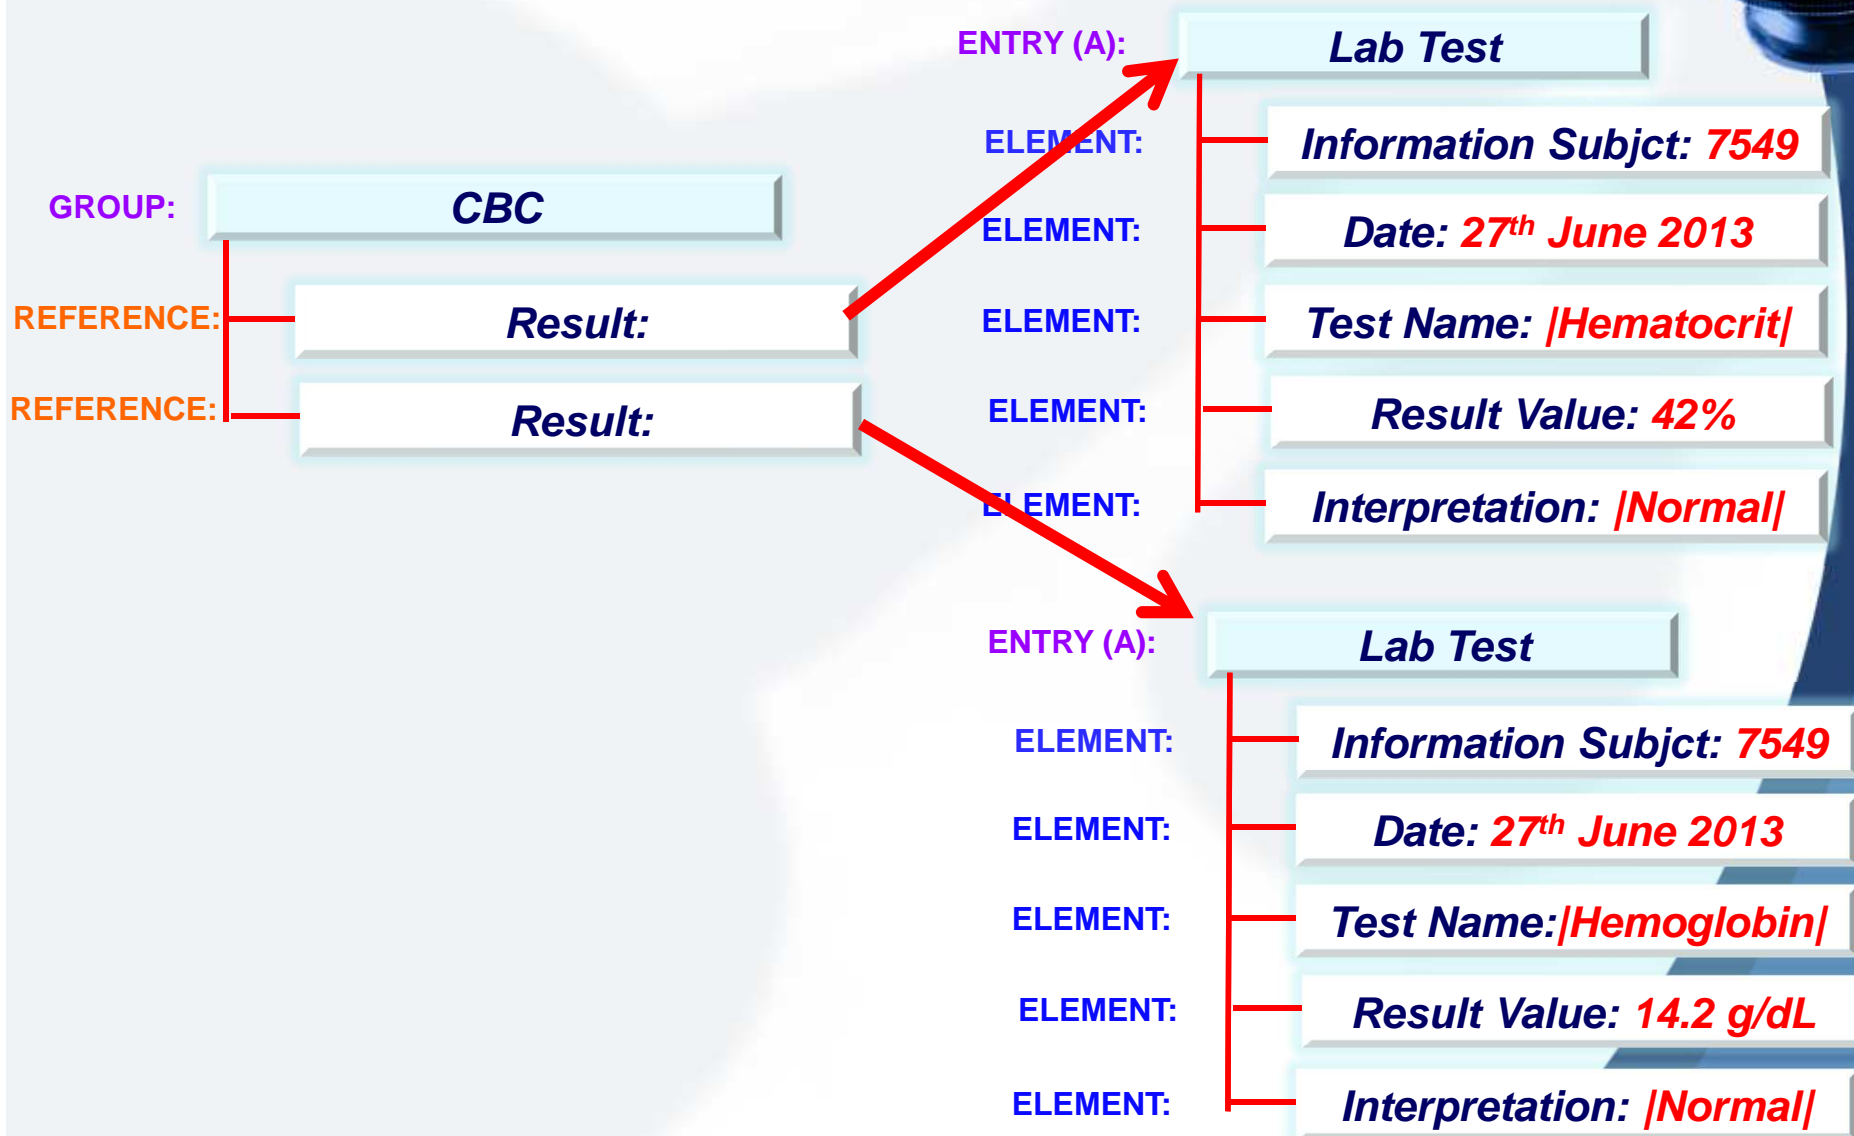 GROUP: CBC
REFERENCE: Result:
REFERENCE: Result:
ENTRY (A): Lab Test
ELEMENT: Information Subjct: 7549
ELEMENT: Date: 27th June 2013
ELEMENT: Test Name: |Hematocrit|
ELEMENT: Result Value: 42%
ELEMENT: Interpretation: |Normal|
ENTRY (A): Lab Test
ELEMENT: Information Subjct: 7549
ELEMENT: Date: 27th June 2013
ELEMENT: Test Name:|Hemoglobin|
ELEMENT: Result Value: 14.2 g/dL
ELEMENT: Interpretation: |Normal|